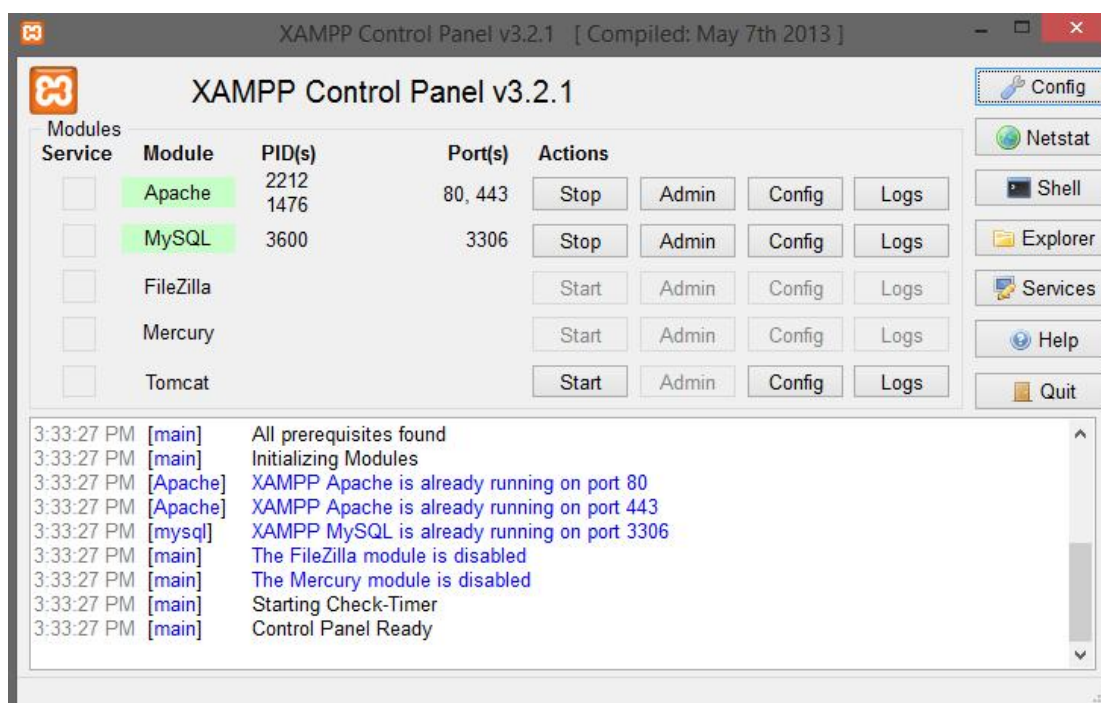 XAMPP Control Panel v3.2.1 [ Compiled: May 7th 2013 ]
XAMPP Control Panel v3.2.1
Config
Modules
Netstat
Service Module PID(s) Port(s) Actions
Apache 2212 1476 80, 443 Stop Admin Config Logs
Shell
MySQL 3600 3306 Stop Admin Config Logs
Explorer
FileZilla Start Admin Config Logs
Services
Mercury Start Admin Config Logs
Help
Tomcat Start Admin Config Logs
Quit
3:33:27 PM [main] All prerequisites found
3:33:27 PM [main] Initializing Modules
3:33:27 PM [Apache] XAMPP Apache is already running on port 80
3:33:27 PM [Apache] XAMPP Apache is already running on port 443
3:33:27 PM [mysql] XAMPP MySQL is already running on port 3306
3:33:27 PM [main] The FileZilla module is disabled
3:33:27 PM [main] The Mercury module is disabled
3:33:27 PM [main] Starting Check-Timer
3:33:27 PM [main] Control Panel Ready